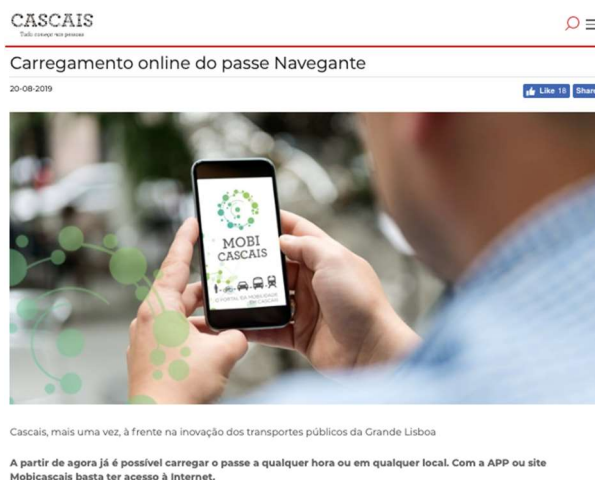 CASCAIS
Tudo começa nas pessoas
Carregamento online do passe Navegante
20-08-2019
Like 18
Share
MOBI
CASCAIS
O PORTAL DA MOBILIDADE
EM CASCAIS
Cascais, mais uma vez, à frente na inovação dos transportes públicos da Grande Lisboa
A partir de agora já é possível carregar o passe a qualquer hora ou em qualquer local. Com a APP ou site
Mobicascais basta ter acesso à Internet.